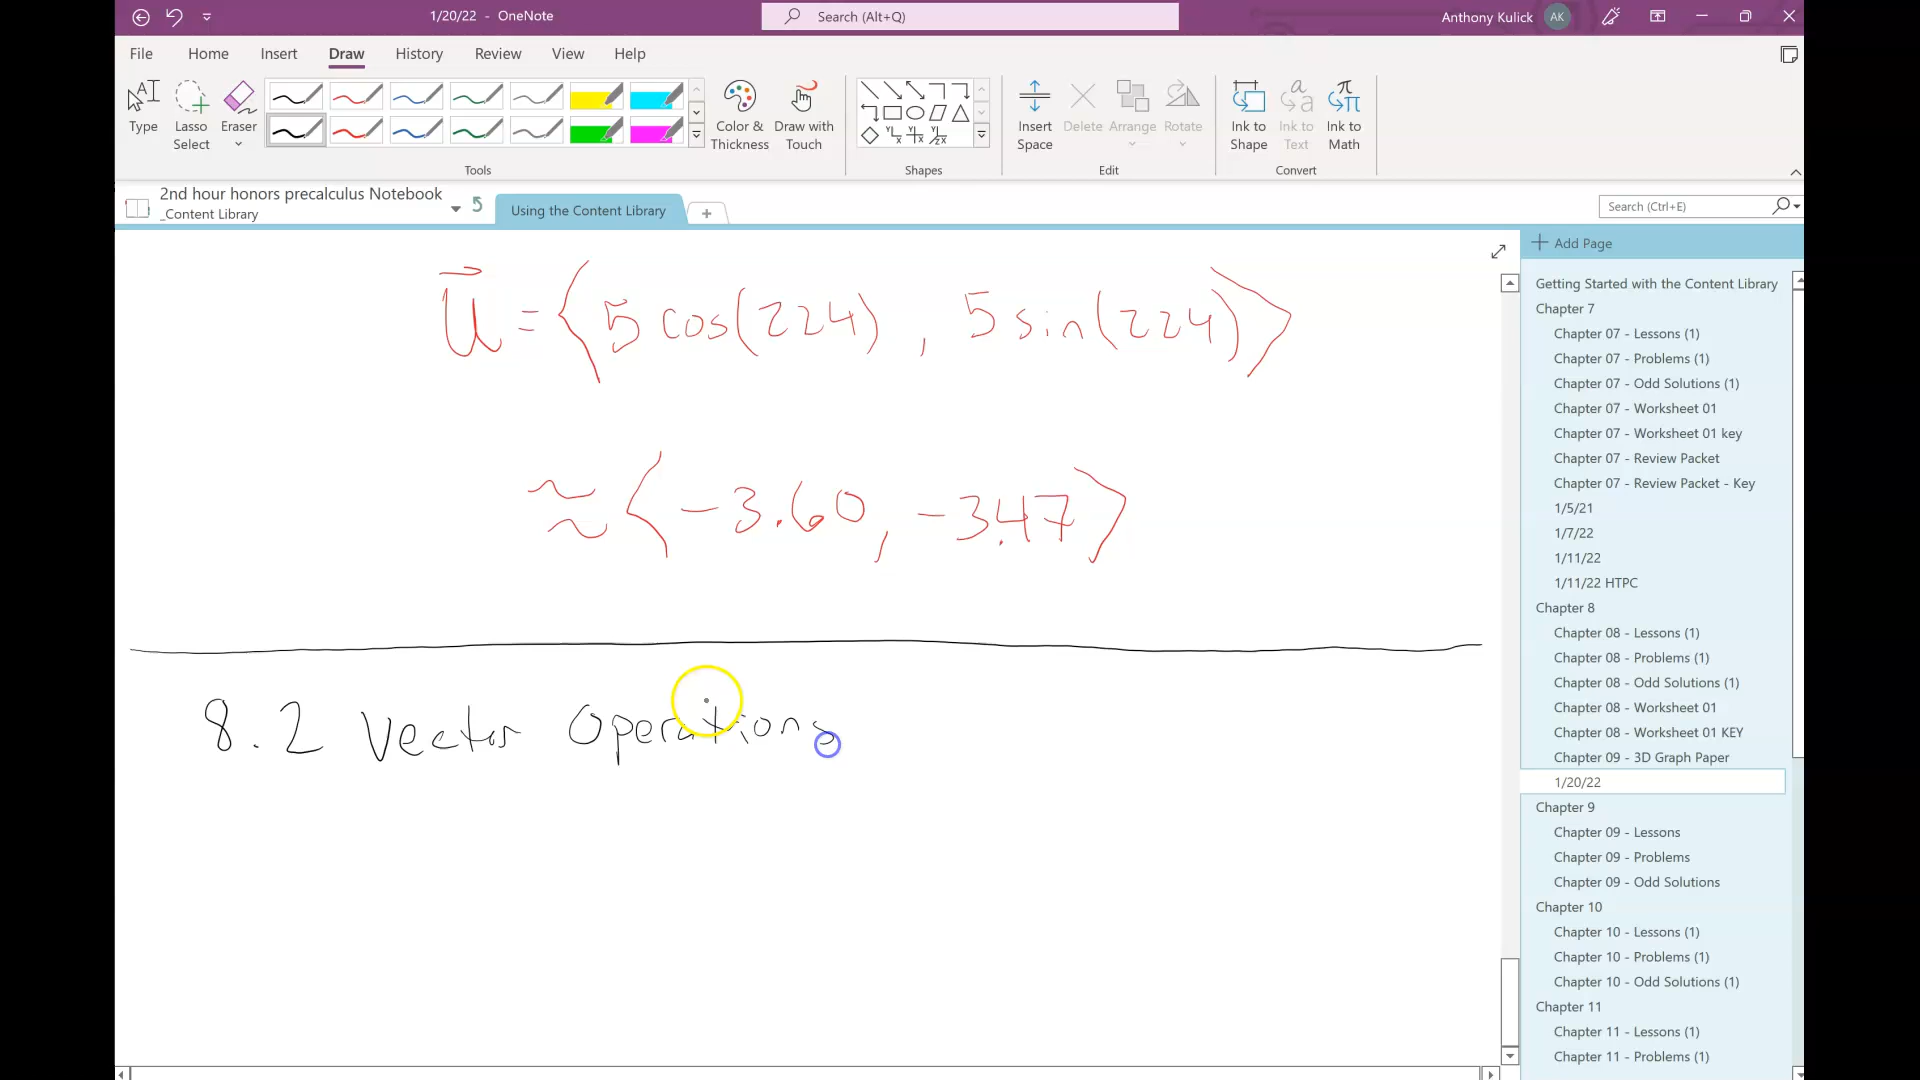 1/20/22 - OneNote
Search (Alt+Q)
Anthony Kulick AK
File Home Insert Draw History Review View Help
Type
Lasso Select
Eraser
Color & Thickness
Draw with Touch
Insert Space
Delete
Arrange
Rotate
Ink to Shape
Ink to Text
Ink to Math
Tools Shapes Edit Convert
2nd hour honors precalculus Notebook
_Content Library
Using the Content Library
Search (Ctrl+E)
u⃗ = ⟨5 cos(224), 5 sin(224)⟩
≈ ⟨-3.60, -3.47⟩
8.2 Vector Operations
Add Page
Getting Started with the Content Library
Chapter 7
Chapter 07 - Lessons (1)
Chapter 07 - Problems (1)
Chapter 07 - Odd Solutions (1)
Chapter 07 - Worksheet 01
Chapter 07 - Worksheet 01 key
Chapter 07 - Review Packet
Chapter 07 - Review Packet - Key
1/5/21
1/7/22
1/11/22
1/11/22 HTPC
Chapter 8
Chapter 08 - Lessons (1)
Chapter 08 - Problems (1)
Chapter 08 - Odd Solutions (1)
Chapter 08 - Worksheet 01
Chapter 08 - Worksheet 01 KEY
Chapter 09 - 3D Graph Paper
1/20/22
Chapter 9
Chapter 09 - Lessons
Chapter 09 - Problems
Chapter 09 - Odd Solutions
Chapter 10
Chapter 10 - Lessons (1)
Chapter 10 - Problems (1)
Chapter 10 - Odd Solutions (1)
Chapter 11
Chapter 11 - Lessons (1)
Chapter 11 - Problems (1)